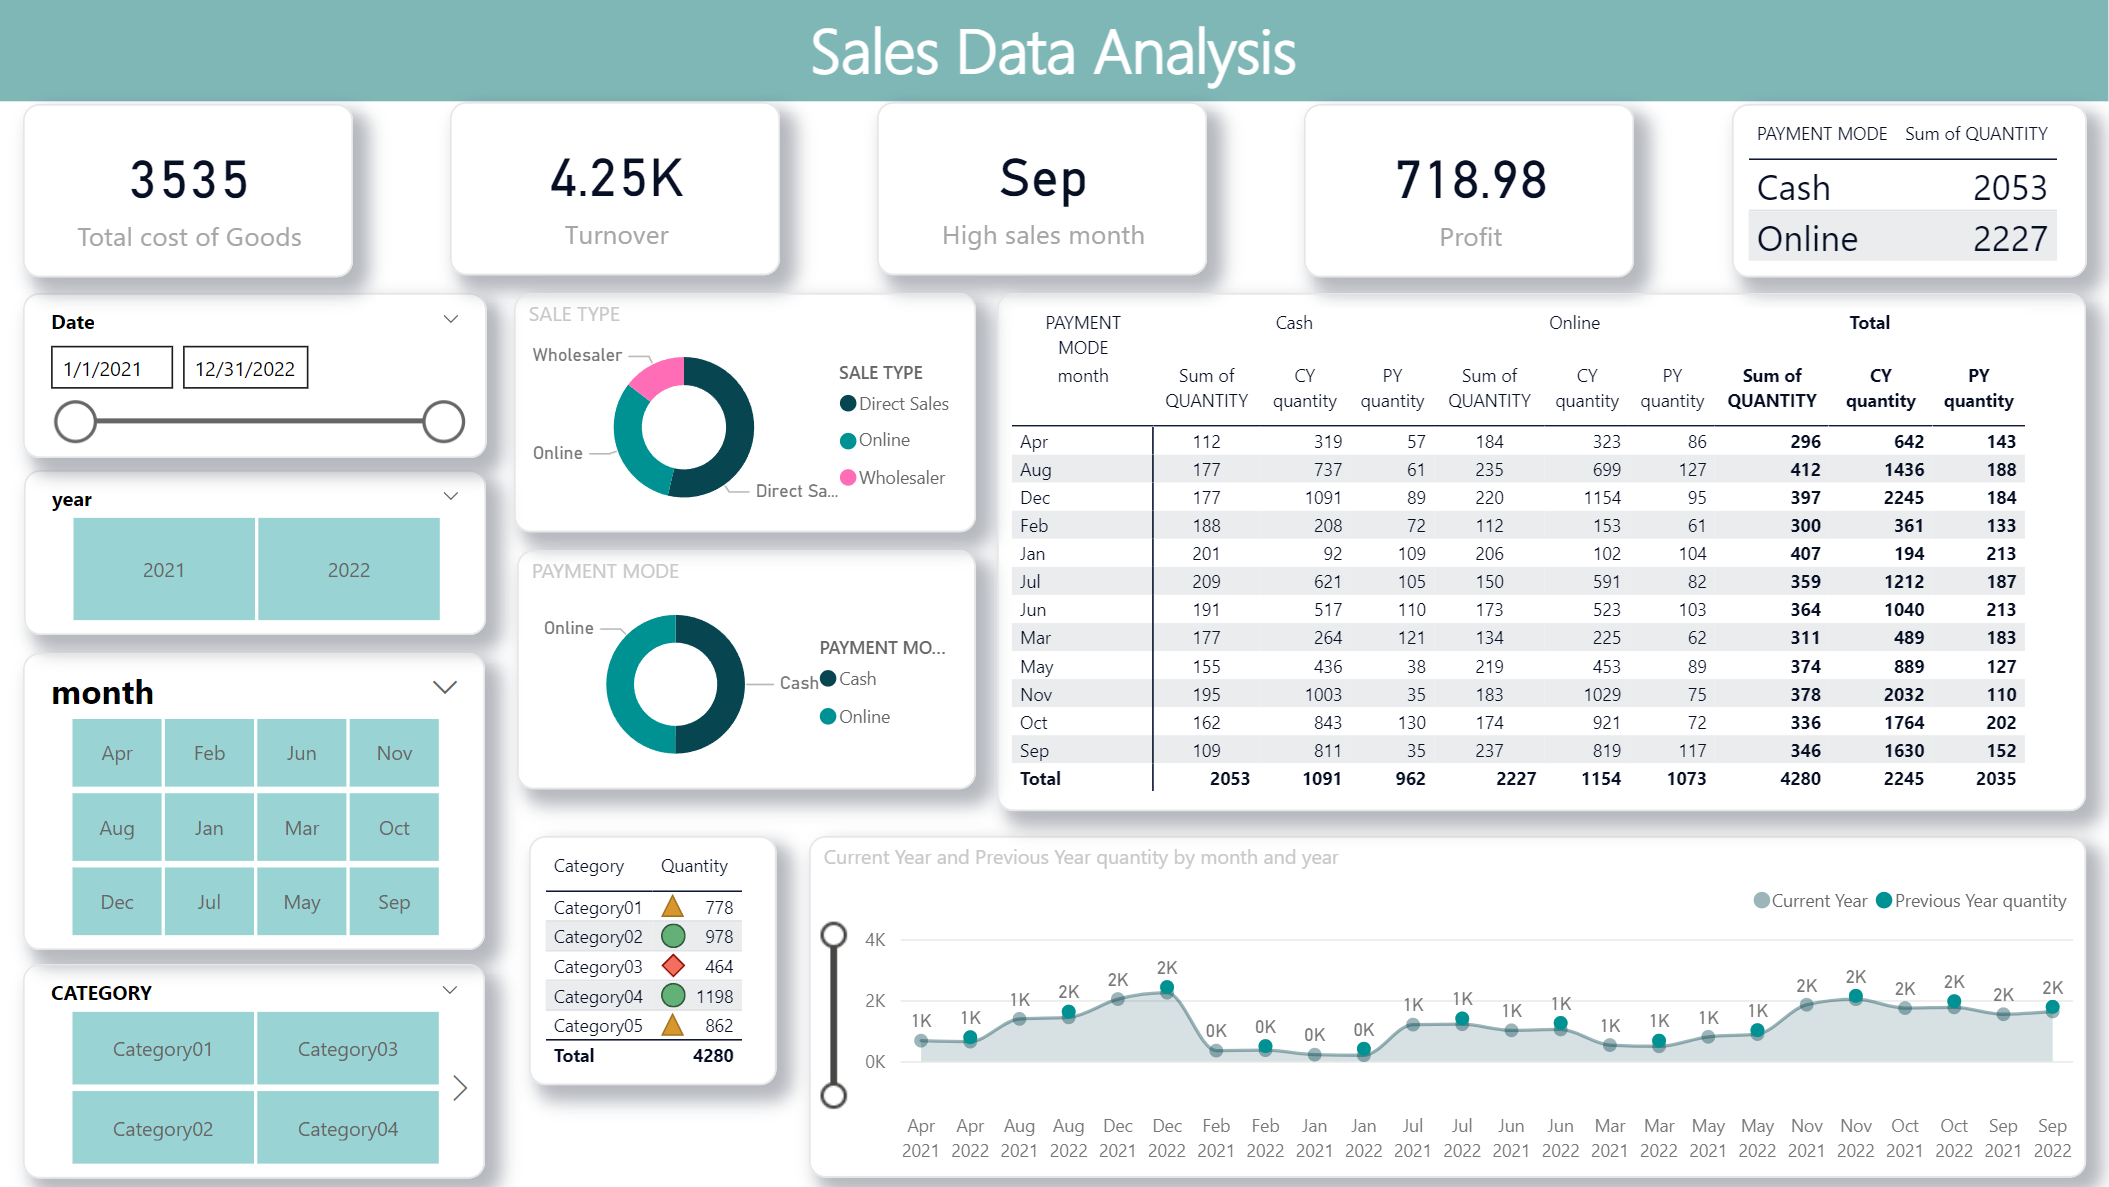 Sales Data Analysis
3535
Total cost of Goods
4.25K
Turnover
Sep
High sales month
718.98
Profit
PAYMENT MODE Sum of QUANTITY
Cash 2053
Online 2227
Date
1/1/2021 12/31/2022
year
2021 2022
month
Apr Feb Jun Nov
Aug Jan Mar Oct
Dec Jul May Sep
CATEGORY
Category01 Category03
Category02 Category04
SALE TYPE
Wholesaler
Online
Direct Sa...
SALE TYPE
Direct Sales
Online
Wholesaler
PAYMENT MODE
Online
Cash
PAYMENT MO...
Cash
Online
PAYMENT MODE Cash Online Total
month Sum of QUANTITY CY quantity PY quantity Sum of QUANTITY CY quantity PY quantity Sum of QUANTITY CY quantity PY quantity
Apr 112 319 57 184 323 86 296 642 143
Aug 177 737 61 235 699 127 412 1436 188
Dec 177 1091 89 220 1154 95 397 2245 184
Feb 188 208 72 112 153 61 300 361 133
Jan 201 92 109 206 102 104 407 194 213
Jul 209 621 105 150 591 82 359 1212 187
Jun 191 517 110 173 523 103 364 1040 213
Mar 177 264 121 134 225 62 311 489 183
May 155 436 38 219 453 89 374 889 127
Nov 195 1003 35 183 1029 75 378 2032 110
Oct 162 843 130 174 921 72 336 1764 202
Sep 109 811 35 237 819 117 346 1630 152
Total 2053 1091 962 2227 1154 1073 4280 2245 2035
Category Quantity
Category01 778
Category02 978
Category03 464
Category04 1198
Category05 862
Total 4280
Current Year and Previous Year quantity by month and year
Current Year Previous Year quantity
4K
2K
0K
1K 1K 1K 2K 2K 2K 0K 0K 0K 0K 1K 1K 1K 1K 1K 1K 1K 1K 2K 2K 2K 2K 2K 2K
Apr Apr Aug Aug Dec Dec Feb Feb Jan Jan Jul Jul Jun Jun Mar Mar May May Nov Nov Oct Oct Sep Sep
2021 2022 2021 2022 2021 2022 2021 2022 2021 2022 2021 2022 2021 2022 2021 2022 2021 2022 2021 2022 2021 2022 2021 2022